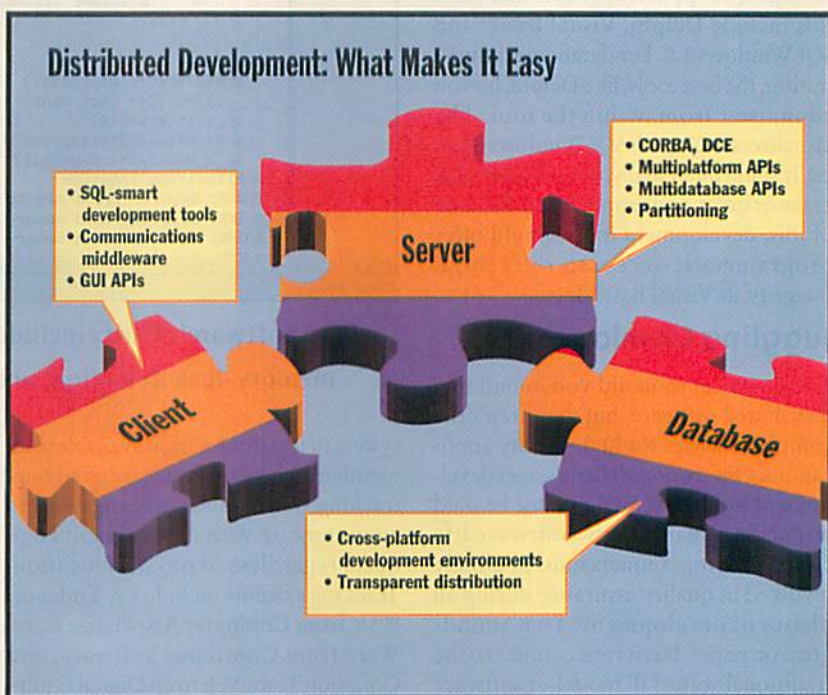 Distributed Development: What Makes It Easy
• SQL-smart
development tools
• Communications
middleware
• GUI APIs
• CORBA, DCE
• Multiplatform APIs
• Multidatabase APIs
• Partitioning
Server
Client
Database
• Cross-platform
development environments
• Transparent distribution